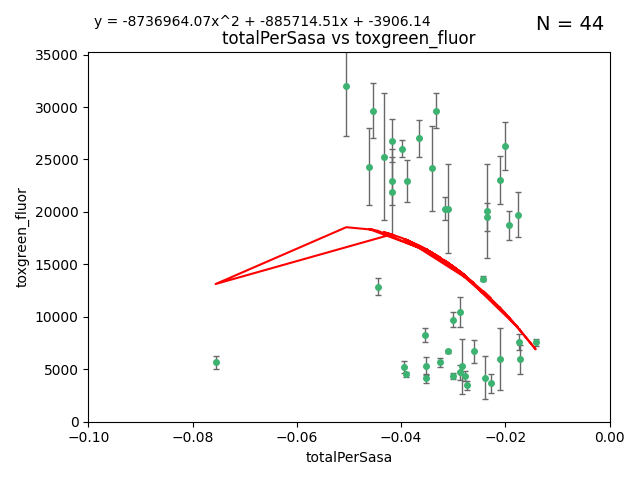 y = -8736964.07x^2 + -885714.51x + -3906.14
N = 44
totalPerSasa vs toxgreen_fluor
35000
30000
25000
20000
15000
10000
5000
0
toxgreen_fluor
−0.10
−0.08
−0.06
−0.04
−0.02
0.00
totalPerSasa